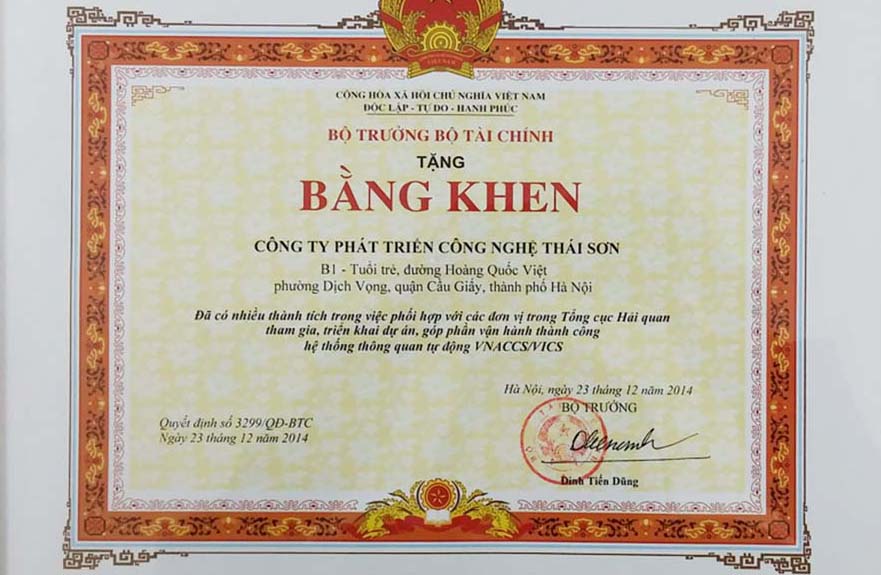 VIỆT NAM
CỘNG HÒA XÃ HỘI CHỦ NGHĨA VIỆT NAM
ĐỘC LẬP - TỰ DO - HẠNH PHÚC
BỘ TRƯỞNG BỘ TÀI CHÍNH
TẶNG
BẰNG KHEN
CÔNG TY PHÁT TRIỂN CÔNG NGHỆ THÁI SƠN
B1 - Tuổi trẻ, đường Hoàng Quốc Việt
phường Dịch Vọng, quận Cầu Giấy, thành phố Hà Nội
Đã có nhiều thành tích trong việc phối hợp với các đơn vị trong Tổng cục Hải quan
tham gia, triển khai dự án, góp phần vận hành thành công
hệ thống thông quan tự động VNACCS/VICS
Hà Nội, ngày 23 tháng 12 năm 2014
BỘ TRƯỞNG
Quyết định số 3299/QĐ-BTC
Ngày 23 tháng 12 năm 2014
Đinh Tiến Dũng